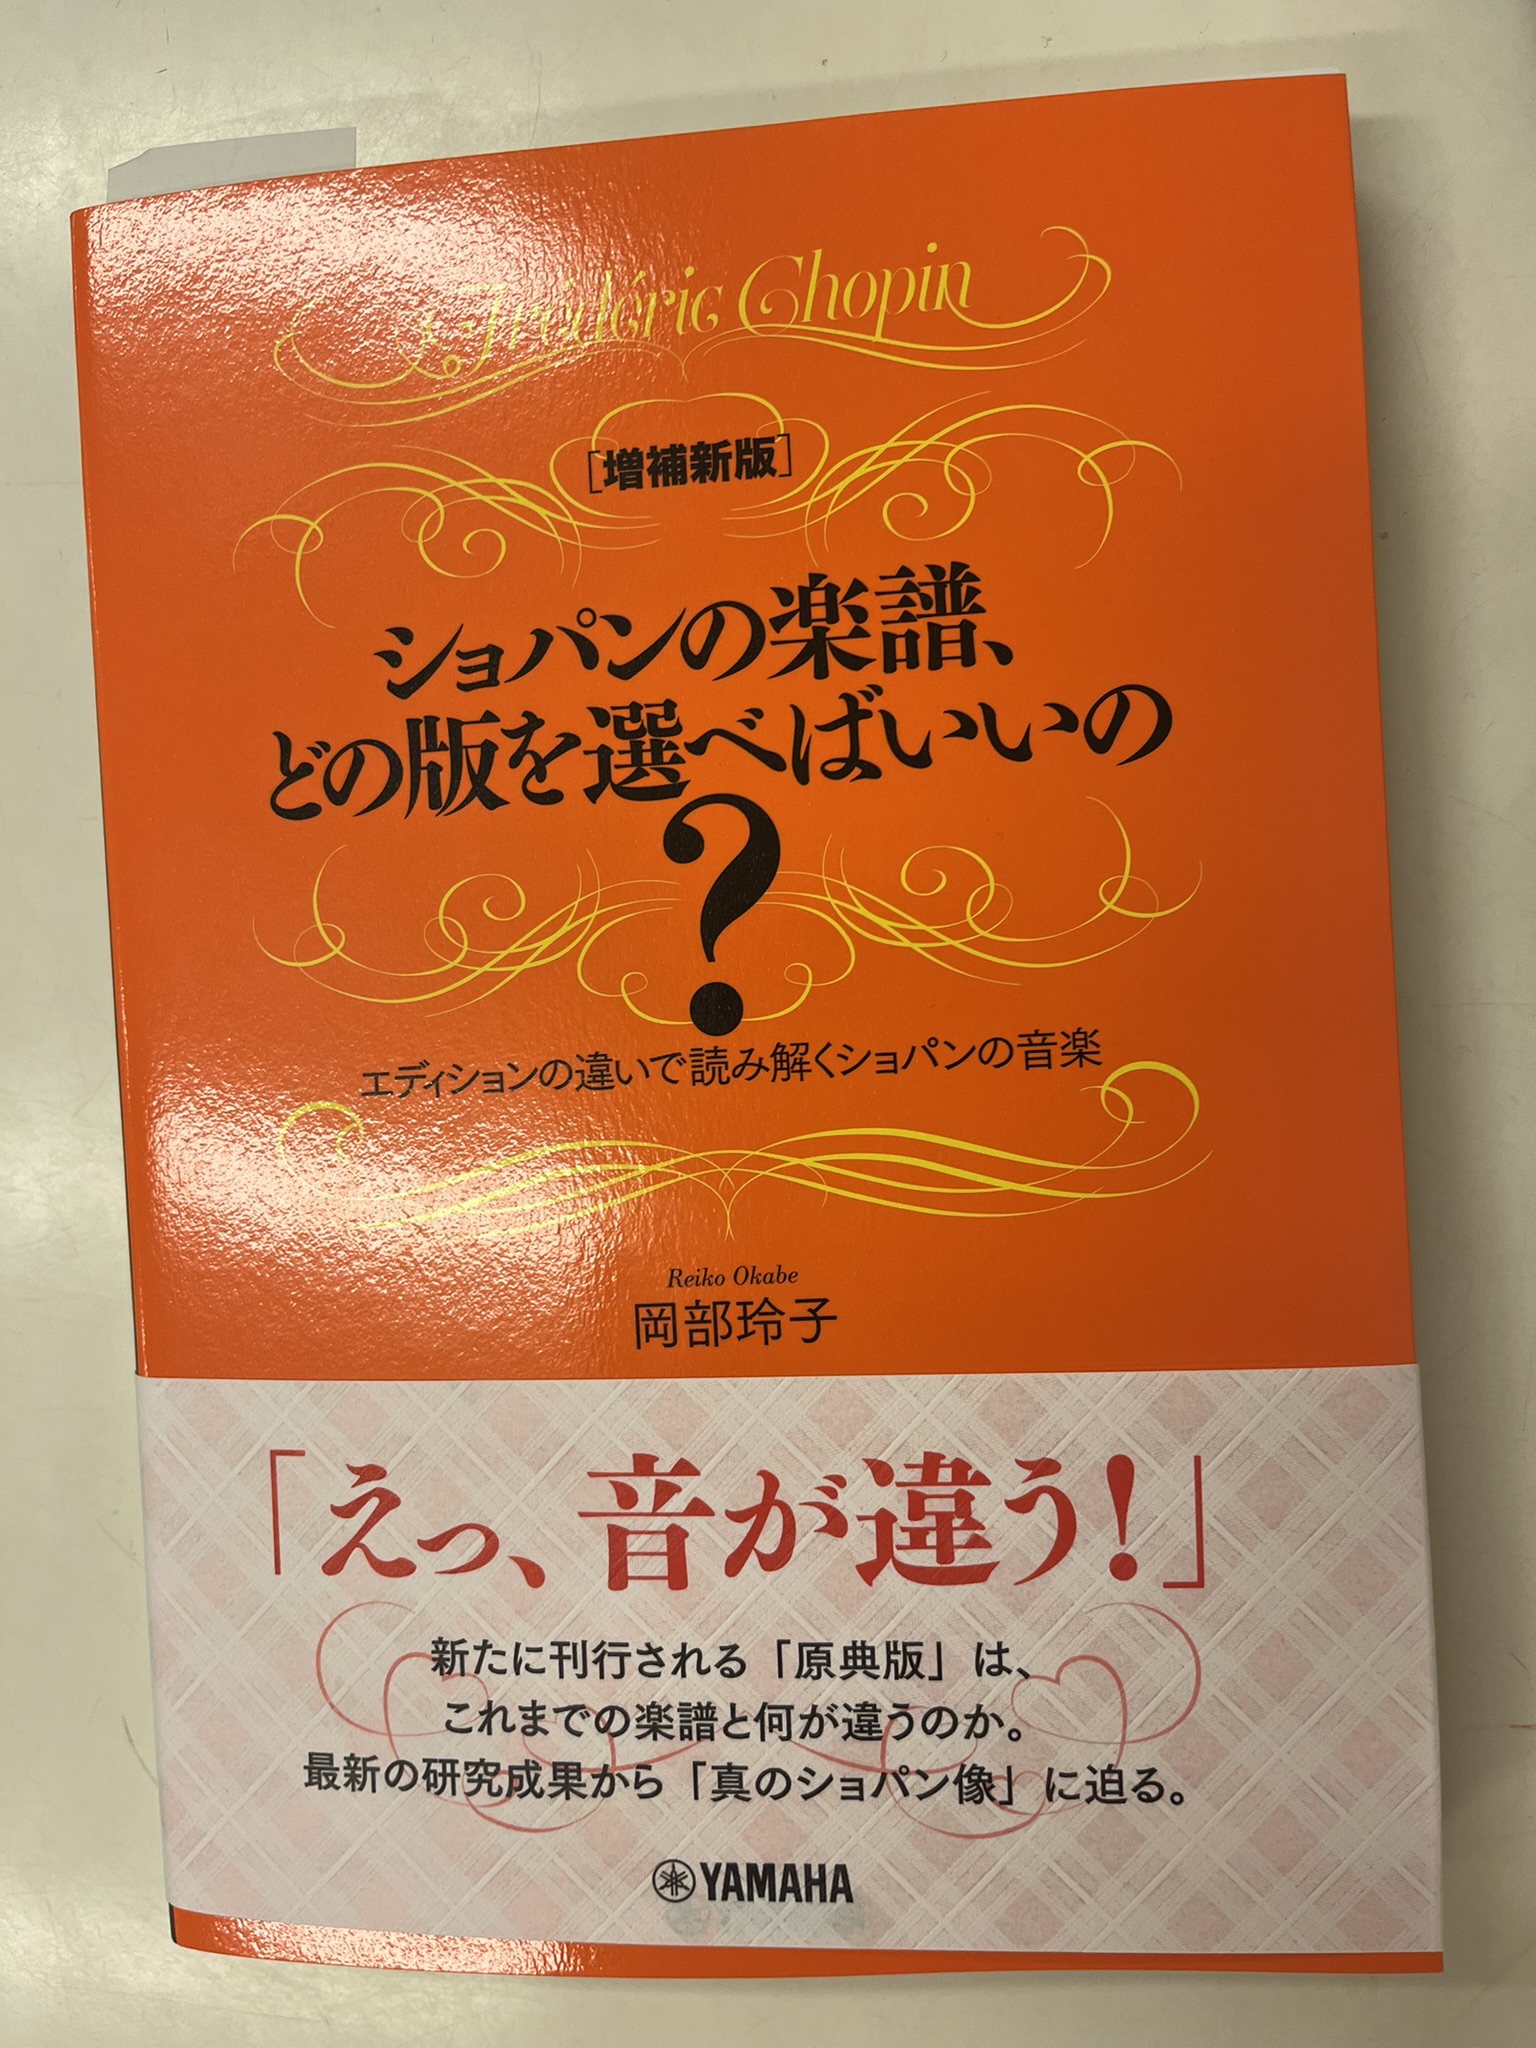 Frédéric Chopin
[増補新版]
ショパンの楽譜、
どの版を選べばいいの
?
エディションの違いで読み解くショパンの音楽
Reiko Okabe
岡部玲子
「えっ、音が違う!」
新たに刊行される「原典版」は、
これまでの楽譜と何が違うのか。
最新の研究成果から「真のショパン像」に迫る。
YAMAHA